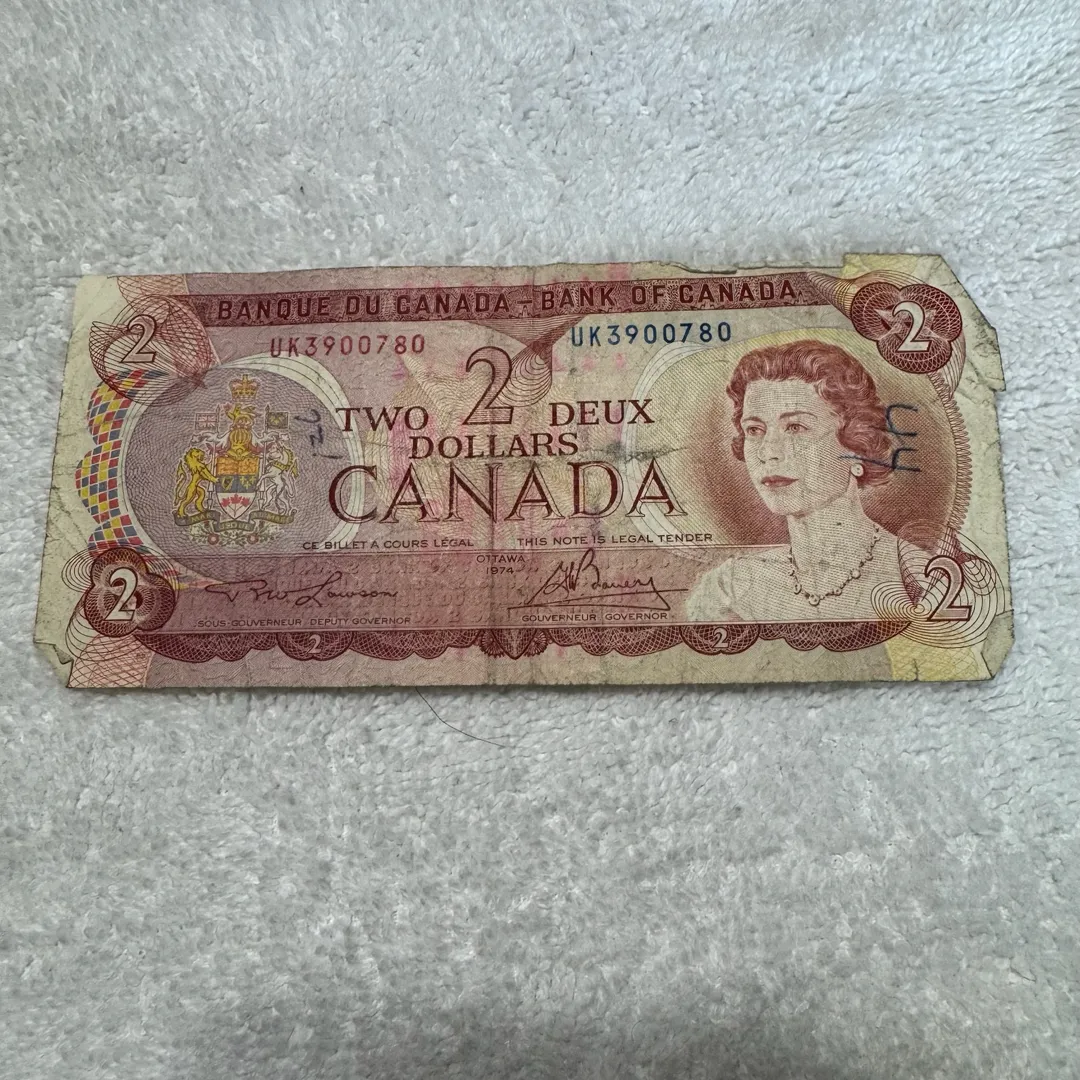 BANQUE DU CANADA - BANK OF CANADA
2 2
UK3900780 UK3900780
2
TWO DEUX
DOLLARS
CANADA
CE BILLET A COURS LÉGAL THIS NOTE IS LEGAL TENDER
OTTAWA
1974
2 2
SOUS-GOUVERNEUR DEPUTY GOVERNOR GOUVERNEUR GOVERNOR
2 2